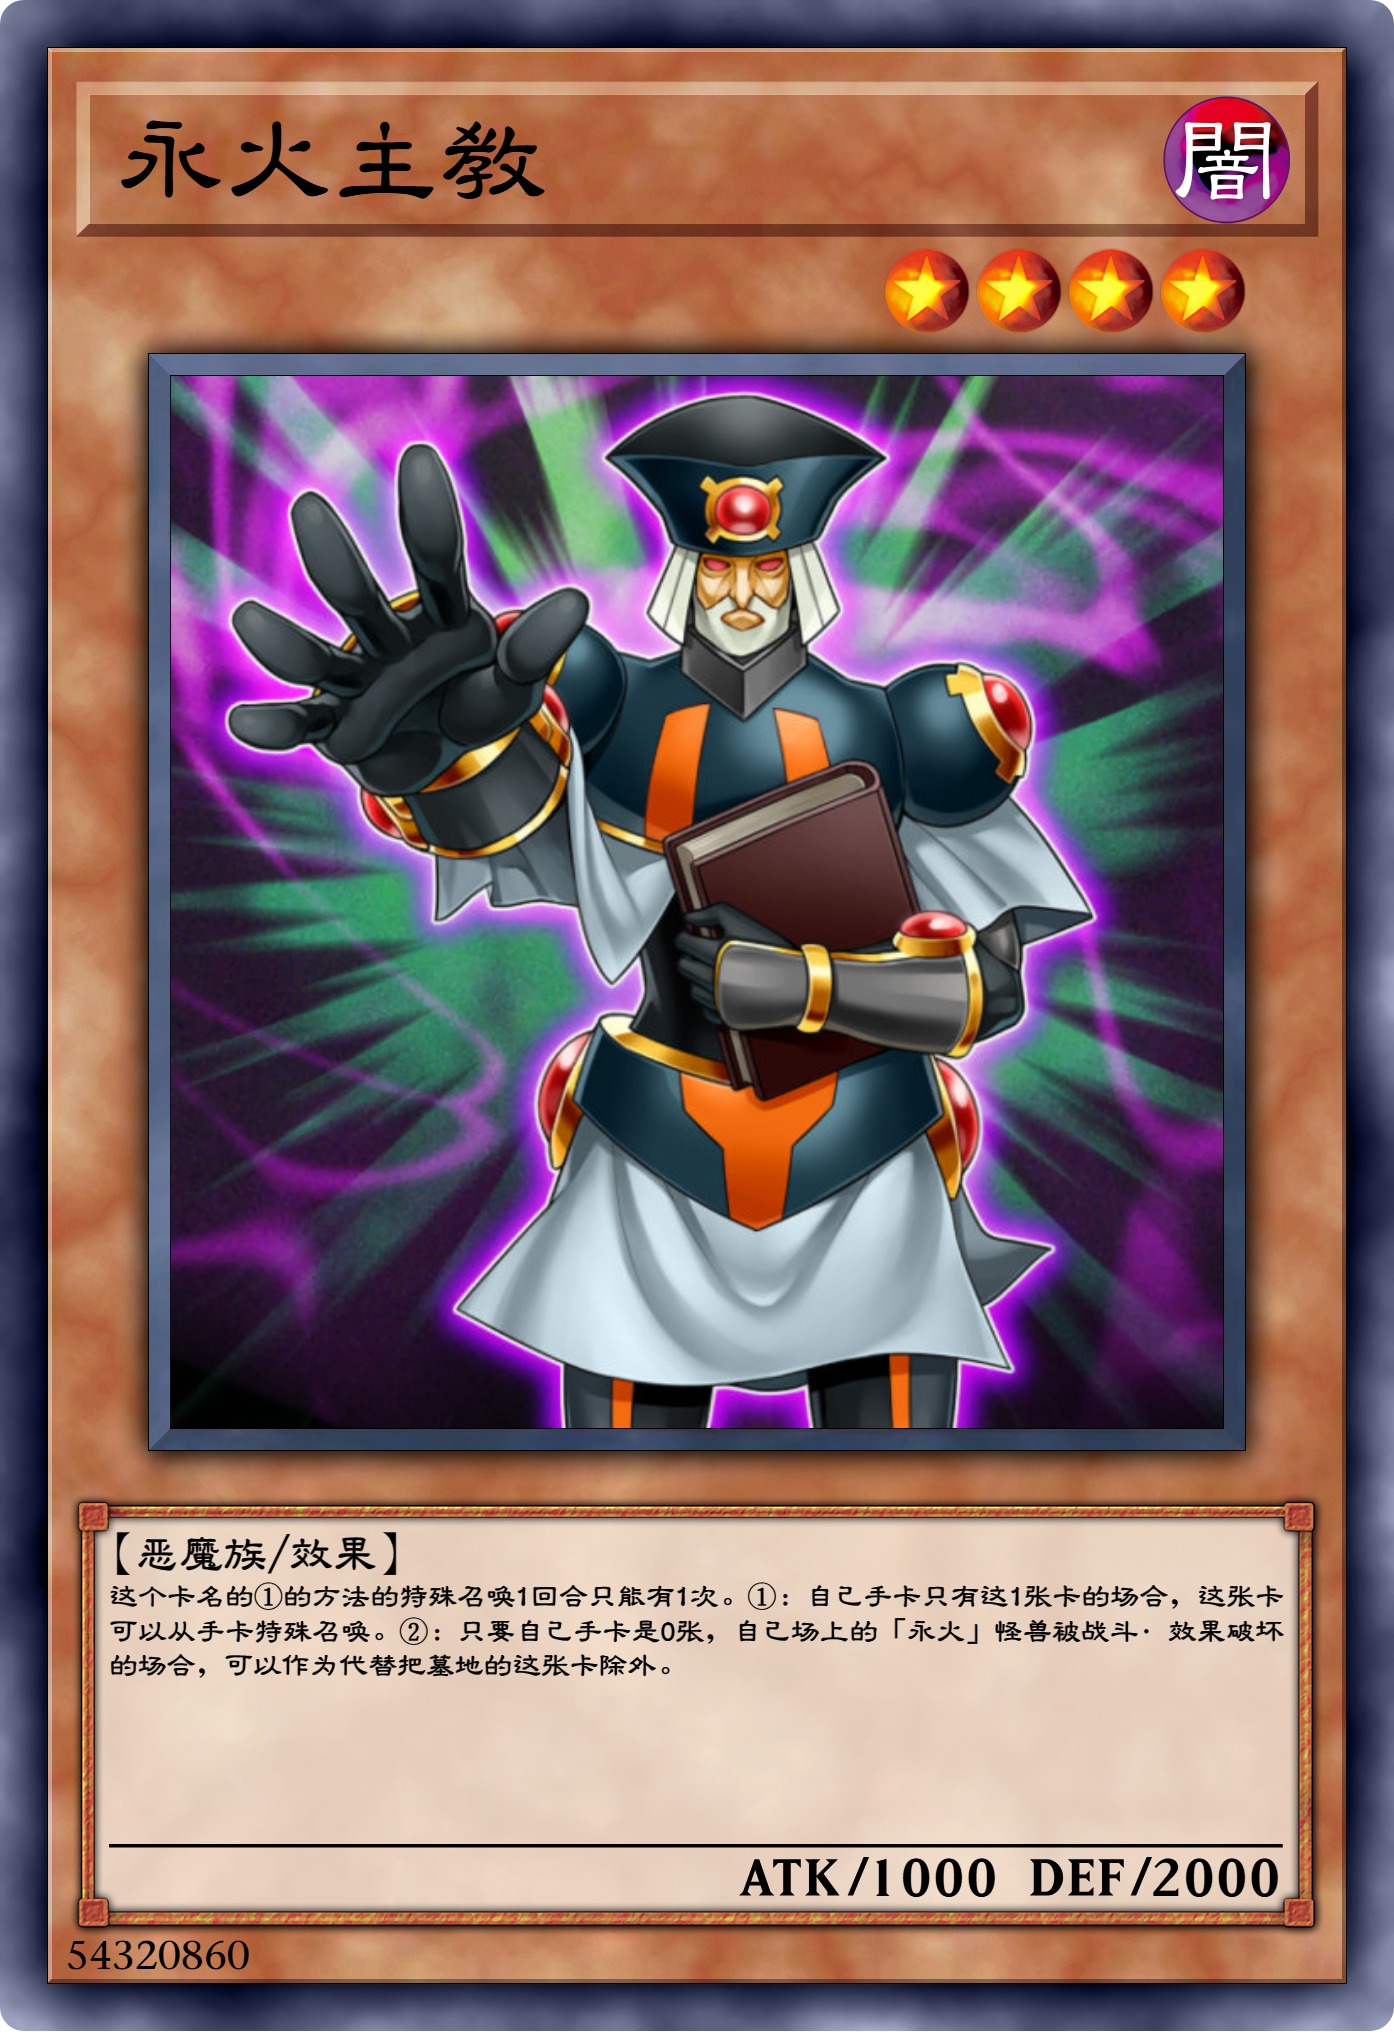 永火主教
闇
【恶魔族/效果】
这个卡名的①的方法的特殊召唤1回合只能有1次。①：自己手卡只有这1张卡的场合，这张卡
可以从手卡特殊召唤。②：只要自己手卡是0张，自己场上的「永火」怪兽被战斗·效果破坏
的场合，可以作为代替把墓地的这张卡除外。
ATK/1000 DEF/2000
54320860